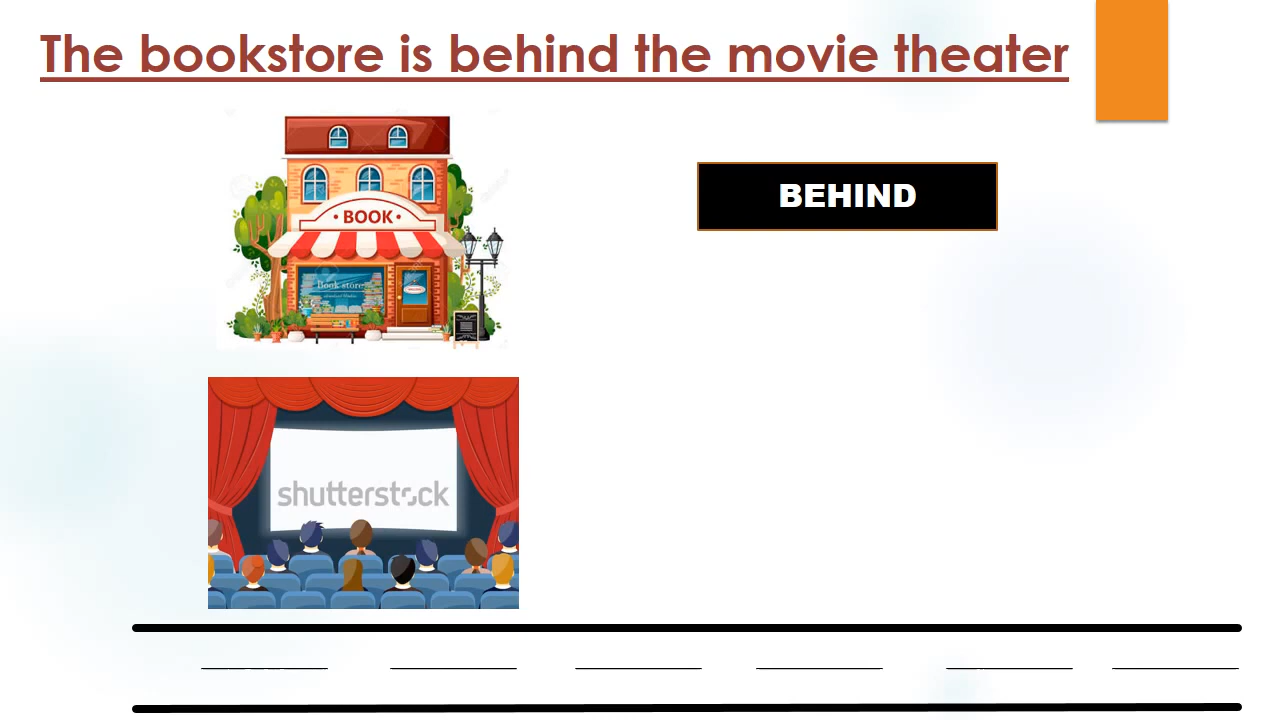 The bookstore is behind the movie theater
BEHIND
• BOOK •
Book store
shutterstock